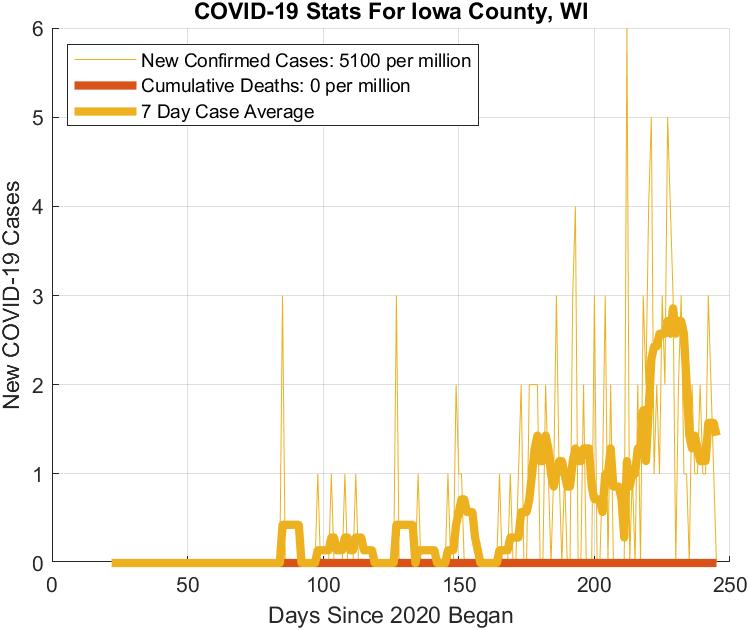 COVID-19 Stats For Iowa County, WI
New Confirmed Cases: 5100 per million
Cumulative Deaths: 0 per million
7 Day Case Average
New COVID-19 Cases
6
5
4
3
2
1
0
0 50 100 150 200 250
Days Since 2020 Began